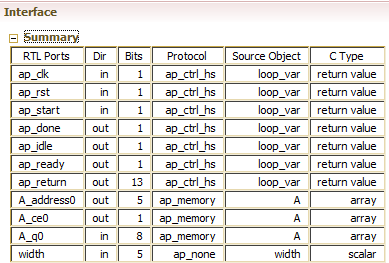 Interface
Summary
RTL Ports Dir Bits Protocol Source Object C Type
ap_clk in 1 ap_ctrl_hs loop_var return value
ap_rst in 1 ap_ctrl_hs loop_var return value
ap_start in 1 ap_ctrl_hs loop_var return value
ap_done out 1 ap_ctrl_hs loop_var return value
ap_idle out 1 ap_ctrl_hs loop_var return value
ap_ready out 1 ap_ctrl_hs loop_var return value
ap_return out 13 ap_ctrl_hs loop_var return value
A_address0 out 5 ap_memory A array
A_ce0 out 1 ap_memory A array
A_q0 in 8 ap_memory A array
width in 5 ap_none width scalar